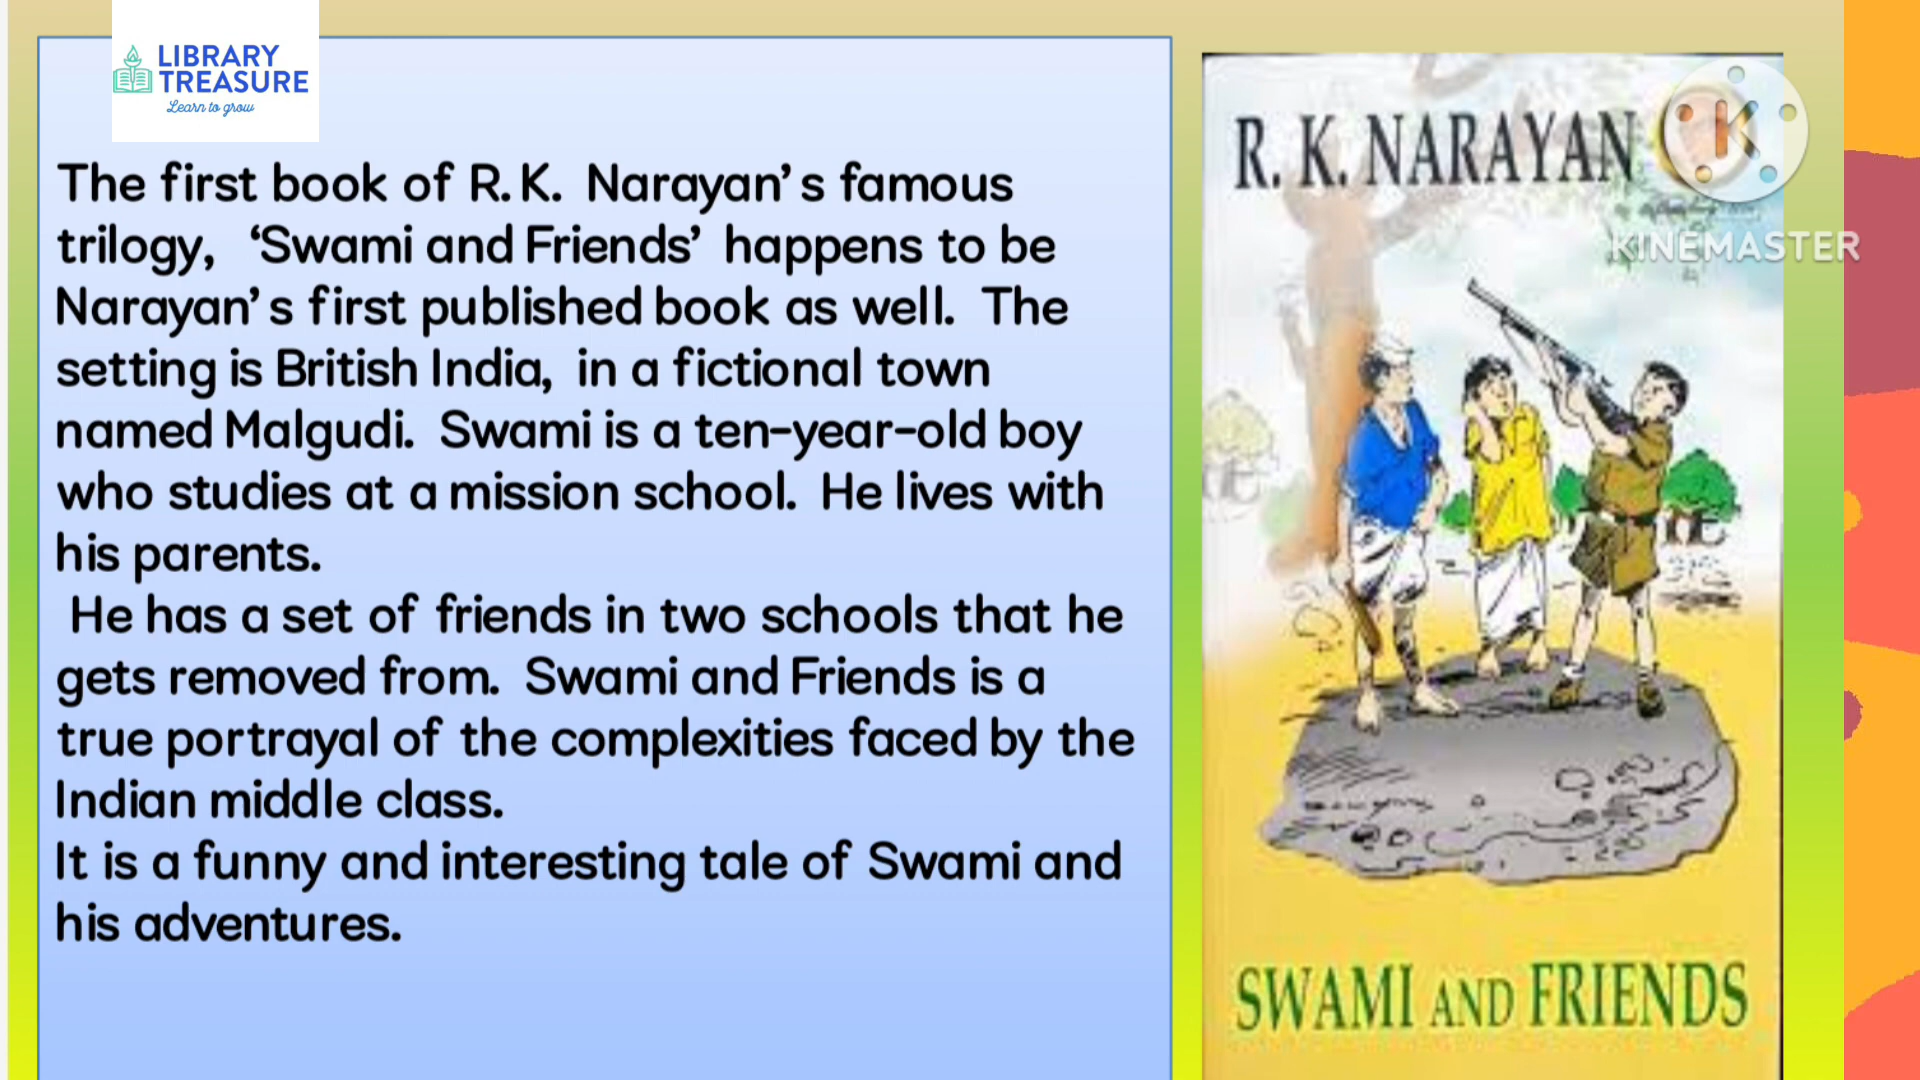 LIBRARY
TREASURE
Learn to grow
The first book of R. K. Narayan's famous
trilogy, 'Swami and Friends' happens to be
Narayan's first published book as well. The
setting is British India, in a fictional town
named Malgudi. Swami is a ten-year-old boy
who studies at a mission school. He lives with
his parents.
He has a set of friends in two schools that he
gets removed from. Swami and Friends is a
true portrayal of the complexities faced by the
Indian middle class.
It is a funny and interesting tale of Swami and
his adventures.
R. K. NARAYAN
K
KINEMASTER
SWAMI AND FRIENDS